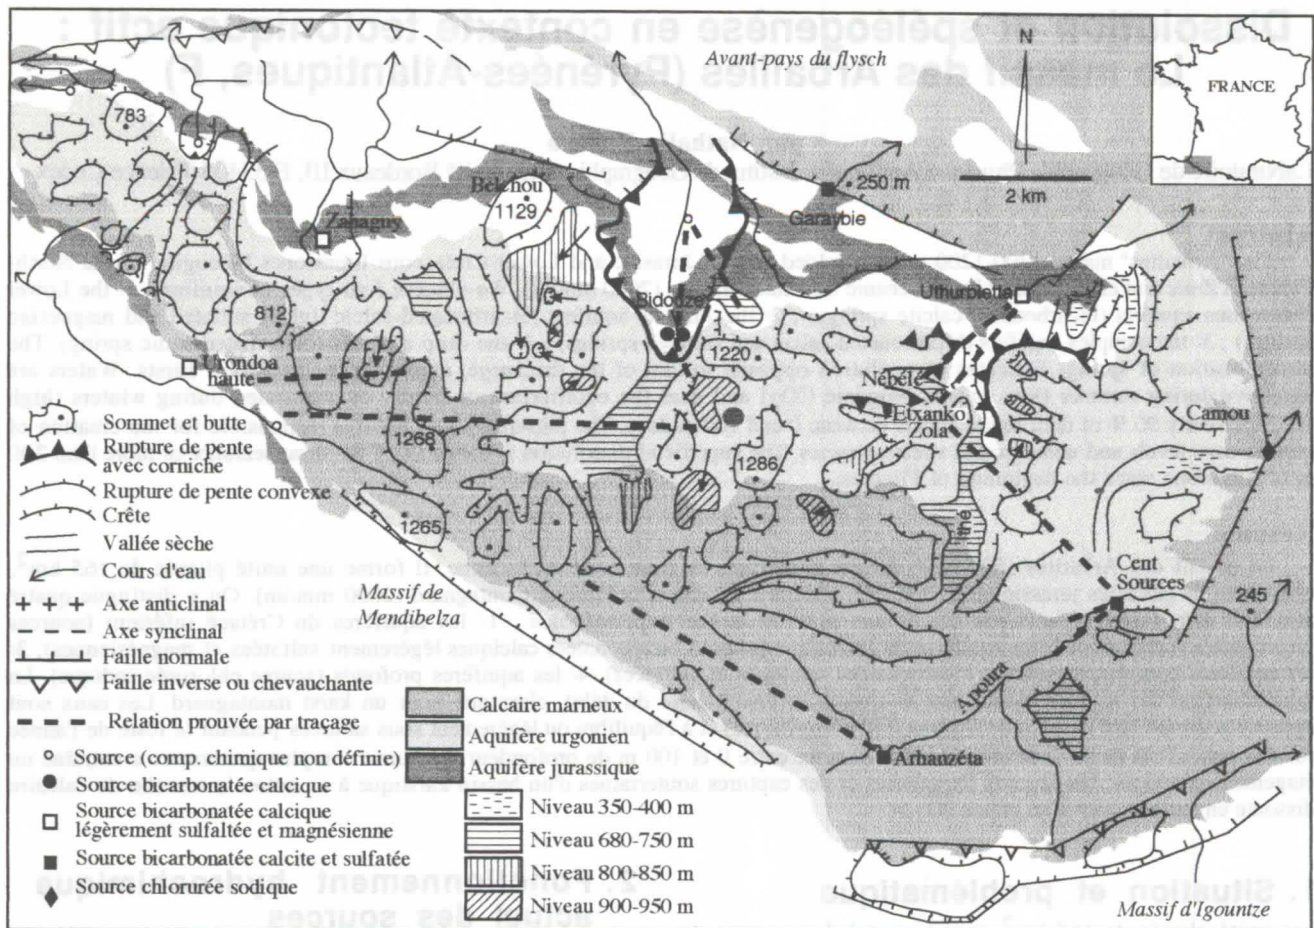 Avant-pays du flysch
N
FRANCE
2 km
783
Belchou
1129
250 m
Garaybie
Zahaguy
Bidouze
Uthurbietta
812
1220
Ithondoa
haute
Nébélé
Etxanko
Zola
Camou
1268
1286
1265
Ithé
Cent
Sources
245
Massif de
Mendibelza
Aphoura
Arhanzéta
Massif d'Igountze
Sommet et butte
Rupture de pente
avec corniche
Rupture de pente convexe
Crête
Vallée sèche
Cours d'eau
Axe anticlinal
Axe synclinal
Faille normale
Faille inverse ou chevauchante
Relation prouvée par traçage
Source (comp. chimique non définie)
Source bicarbonatée calcique
Source bicarbonatée calcique
légèrement sulfatée et magnésienne
Source bicarbonatée calcite et sulfatée
Source chlorurée sodique
Calcaire marneux
Aquifère urgonien
Aquifère jurassique
Niveau 350-400 m
Niveau 680-750 m
Niveau 800-850 m
Niveau 900-950 m